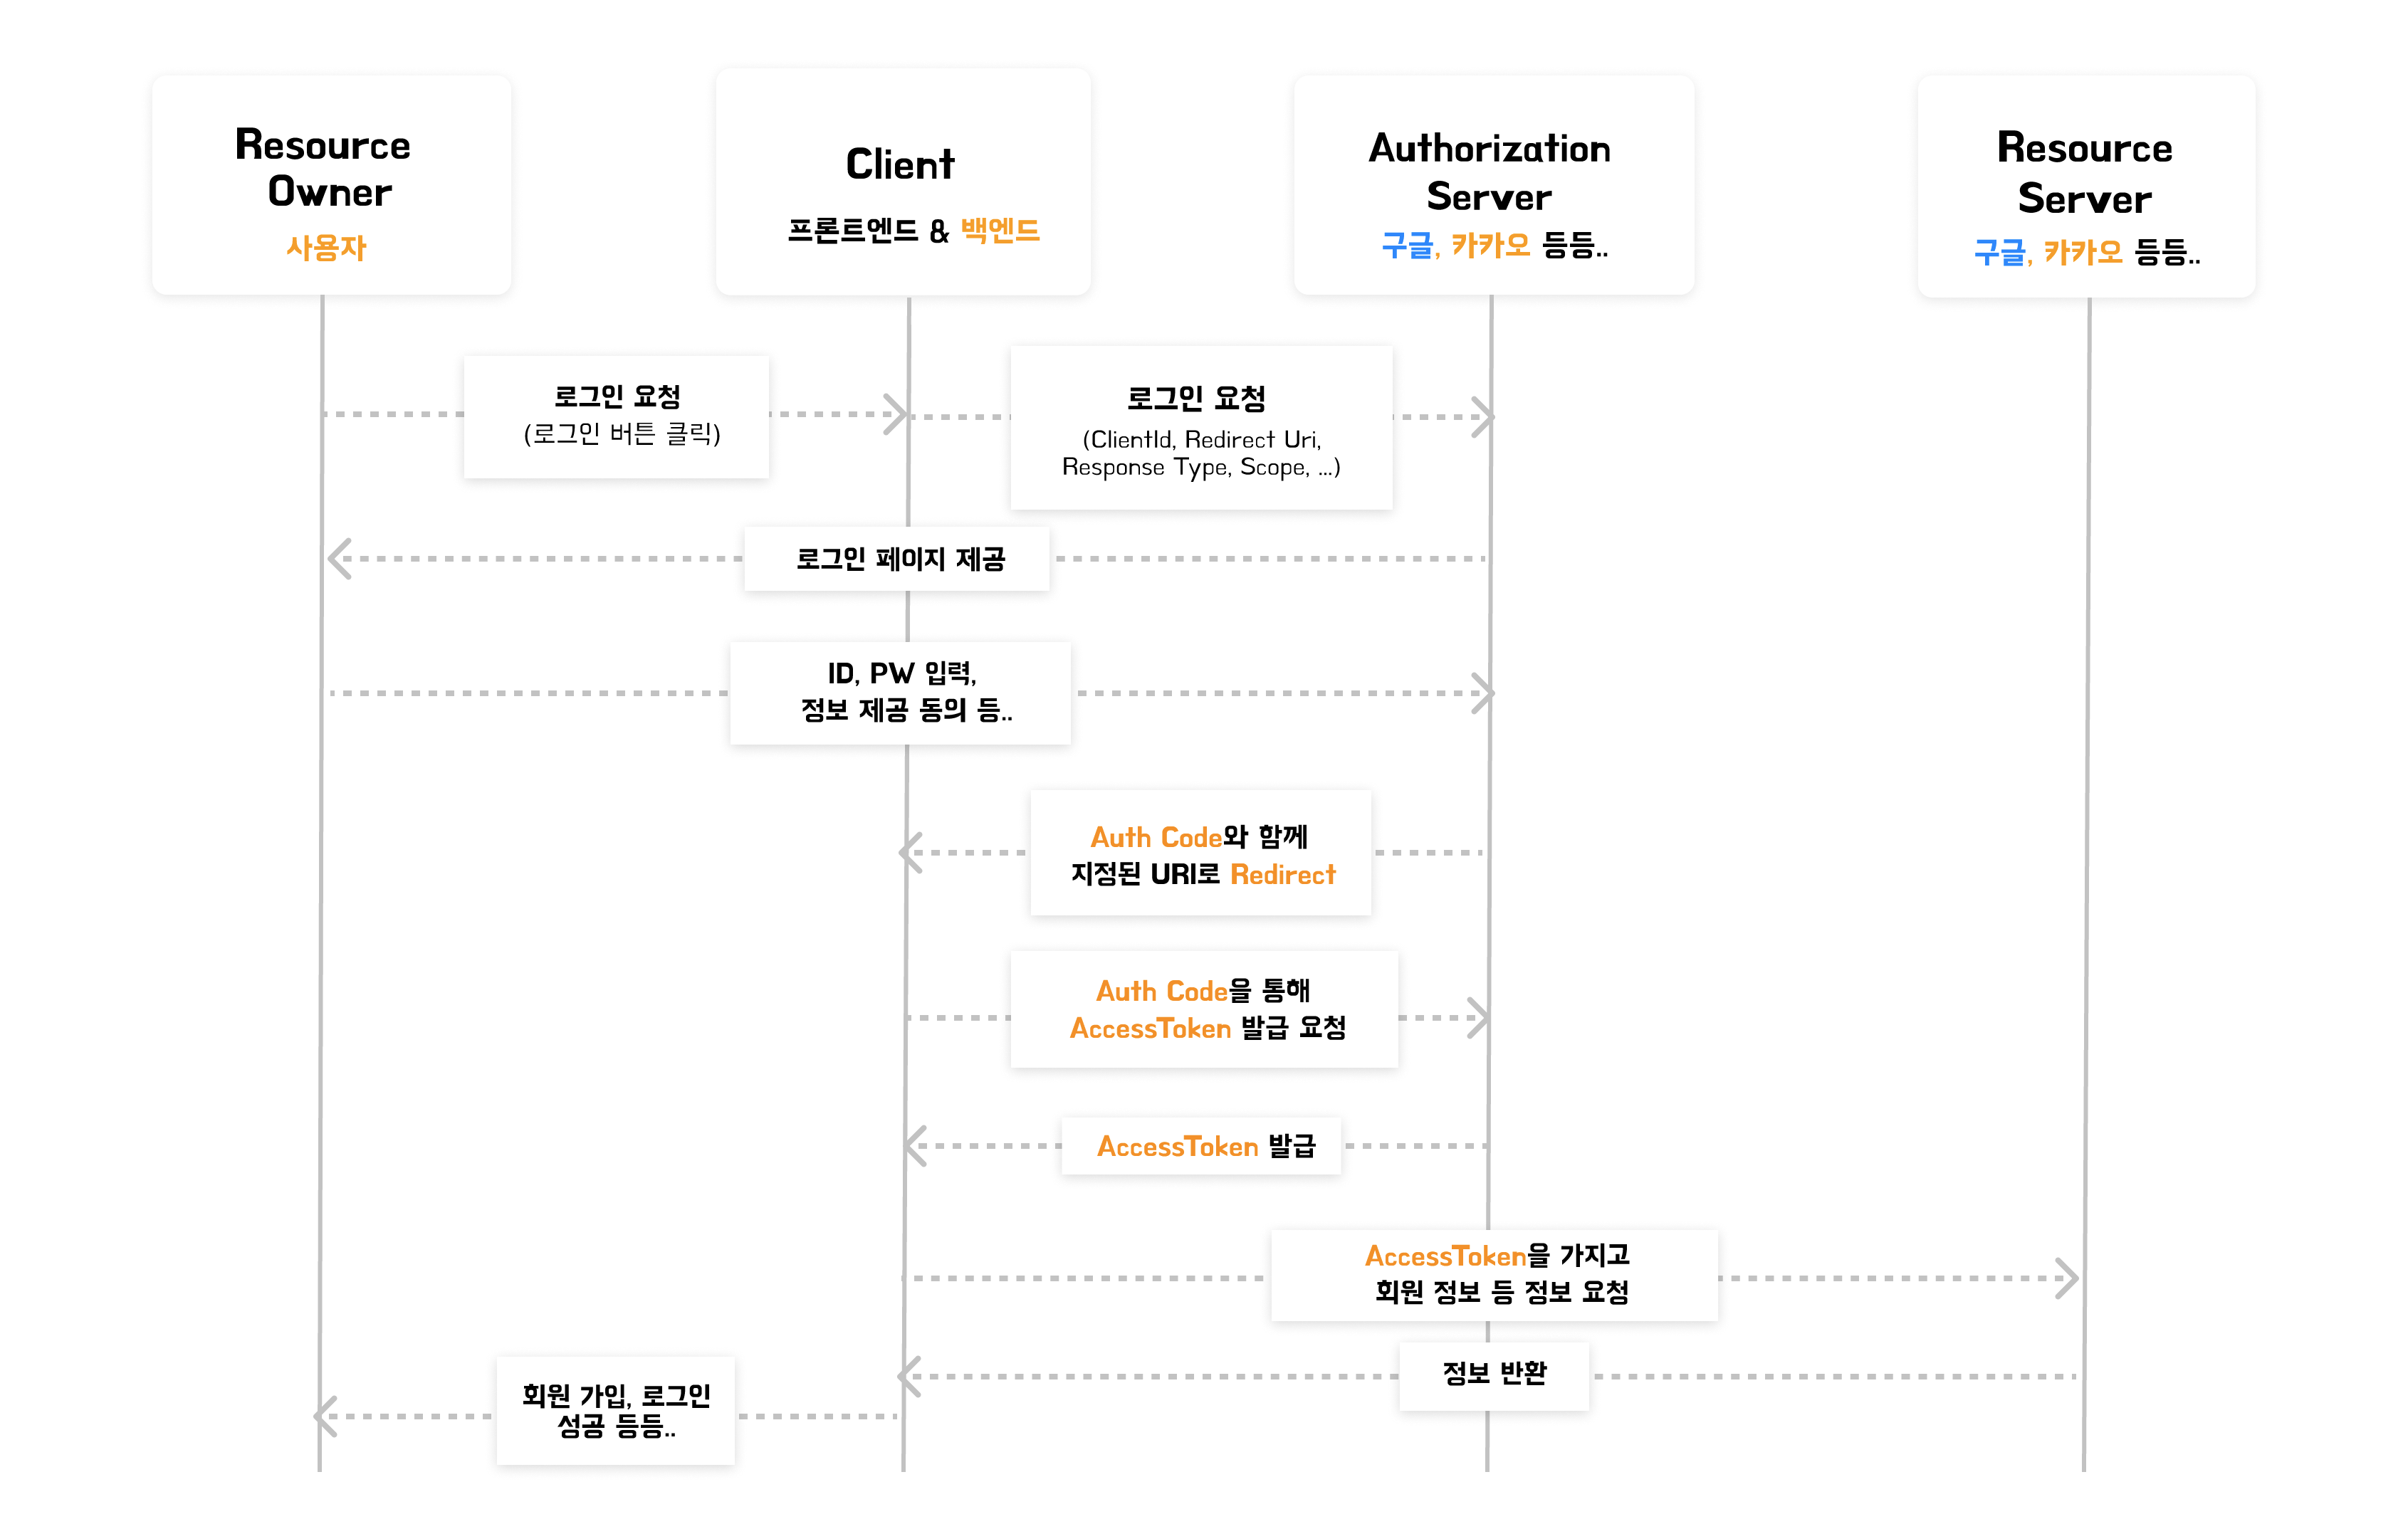 Resource
Owner
사용자
Client
프론트엔드 & 백엔드
Authorization
Server
구글, 카카오 등등..
Resource
Server
구글, 카카오 등등..
로그인 요청
(로그인 버튼 클릭)
로그인 요청
(ClientId, Redirect Uri,
Response Type, Scope, ...)
로그인 페이지 제공
ID, PW 입력,
정보 제공 동의 등..
Auth Code와 함께
지정된 URI로 Redirect
Auth Code을 통해
AccessToken 발급 요청
AccessToken 발급
AccessToken을 가지고
회원 정보 등 정보 요청
정보 반환
회원 가입, 로그인
성공 등등..